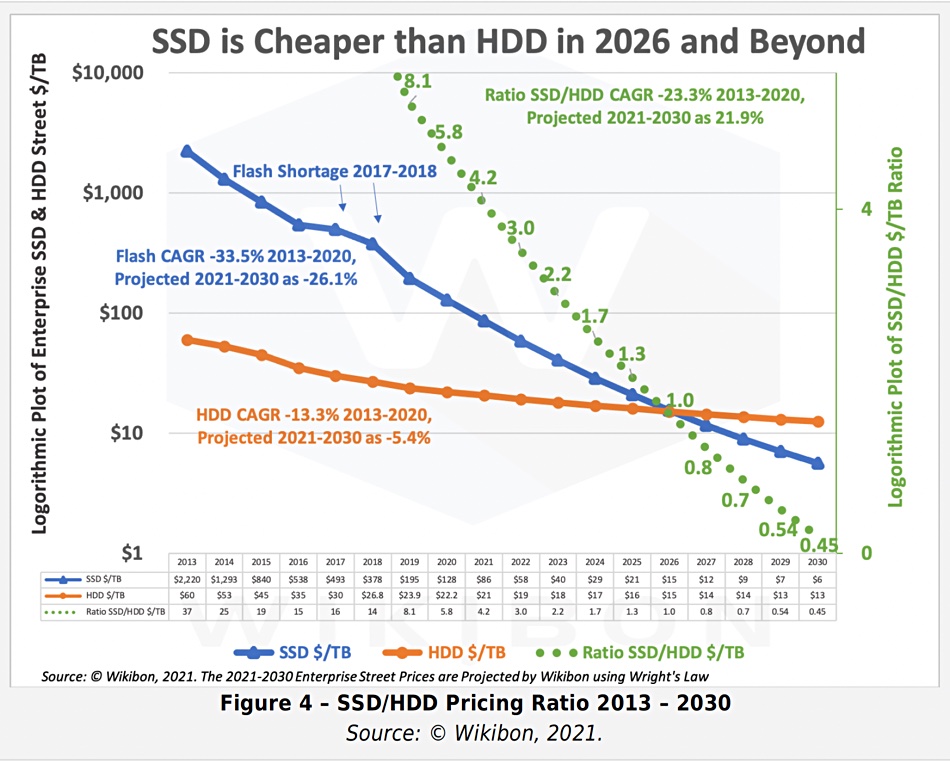 SSD is Cheaper than HDD in 2026 and Beyond
Logorithmic Plot of Enterprise SSD & HDD Street $/TB
$10,000
$1,000
$100
$10
$1
8.1
5.8
4.2
3.0
2.2
1.7
1.3
1.0
0.8
0.7
0.54
0.45
Ratio SSD/HDD CAGR -23.3% 2013-2020,
Projected 2021-2030 as 21.9%
Flash Shortage 2017-2018
Flash CAGR -33.5% 2013-2020,
Projected 2021-2030 as -26.1%
HDD CAGR -13.3% 2013-2020,
Projected 2021-2030 as -5.4%
4
0
Logorithmic Plot of SSD/HDD $/TB Ratio
2013 2014 2015 2016 2017 2018 2019 2020 2021 2022 2023 2024 2025 2026 2027 2028 2029 2030
SSD $/TB $2,220 $1,293 $840 $538 $493 $378 $195 $128 $86 $58 $40 $29 $21 $15 $12 $9 $7 $6
HDD $/TB $60 $53 $45 $35 $30 $26.8 $23.9 $22.2 $21 $19 $18 $17 $16 $15 $14 $14 $13 $13
Ratio SSD/HDD $/TB 37 25 19 15 16 14 8.1 5.8 4.2 3.0 2.2 1.7 1.3 1.0 0.8 0.7 0.54 0.45
WIKIBON
SSD $/TB HDD $/TB Ratio SSD/HDD $/TB
Source: © Wikibon, 2021. The 2021-2030 Enterprise Street Prices are Projected by Wikibon using Wright's Law
Figure 4 – SSD/HDD Pricing Ratio 2013 – 2030
Source: © Wikibon, 2021.